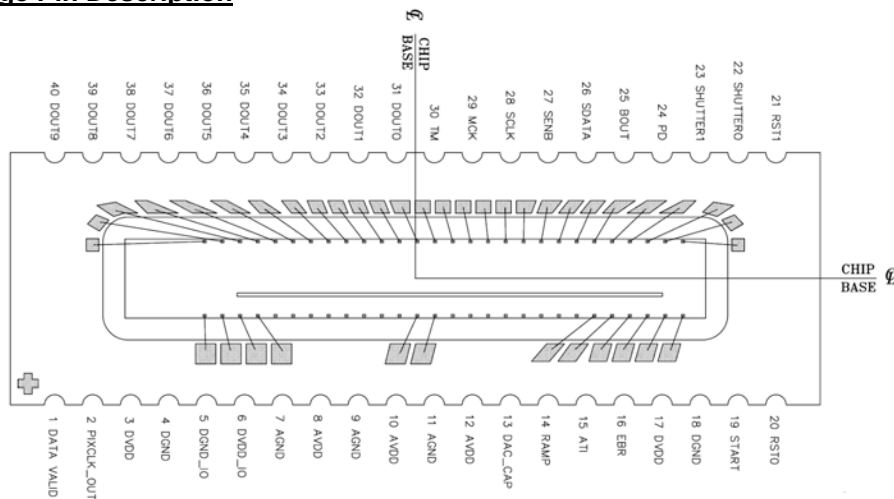 ℄
CHIP
BASE
40 DOUT9
39 DOUT8
38 DOUT7
37 DOUT6
36 DOUT5
35 DOUT4
34 DOUT3
33 DOUT2
32 DOUT1
31 DOUT0
30 TM
29 MCK
28 SCLK
27 SENB
26 SDATA
25 BOUT
24 PD
23 SHUTTER1
22 SHUTTER0
21 RST1
CHIP
BASE
℄
1 DATA VALID
2 PIXCLK_OUT
3 DVDD
4 DGND
5 DGND_IO
6 DVDD_IO
7 AGND
8 AVDD
9 AGND
10 AVDD
11 AGND
12 AVDD
13 DAC_CAP
14 RAMP
15 ATI
16 EBR
17 DVDD
18 DGND
19 START
20 RST0